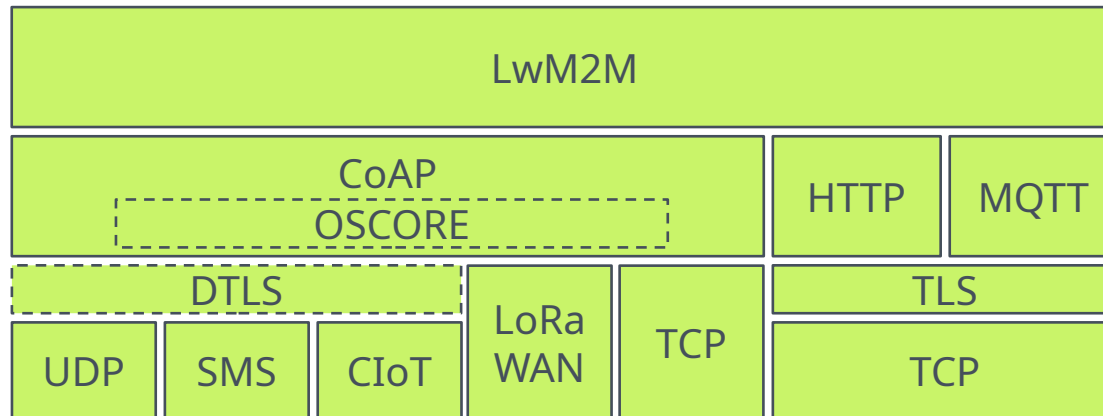 LwM2M
CoAP
OSCORE
HTTP
MQTT
DTLS
LoRa
WAN
TCP
TLS
UDP
SMS
CIoT
TCP